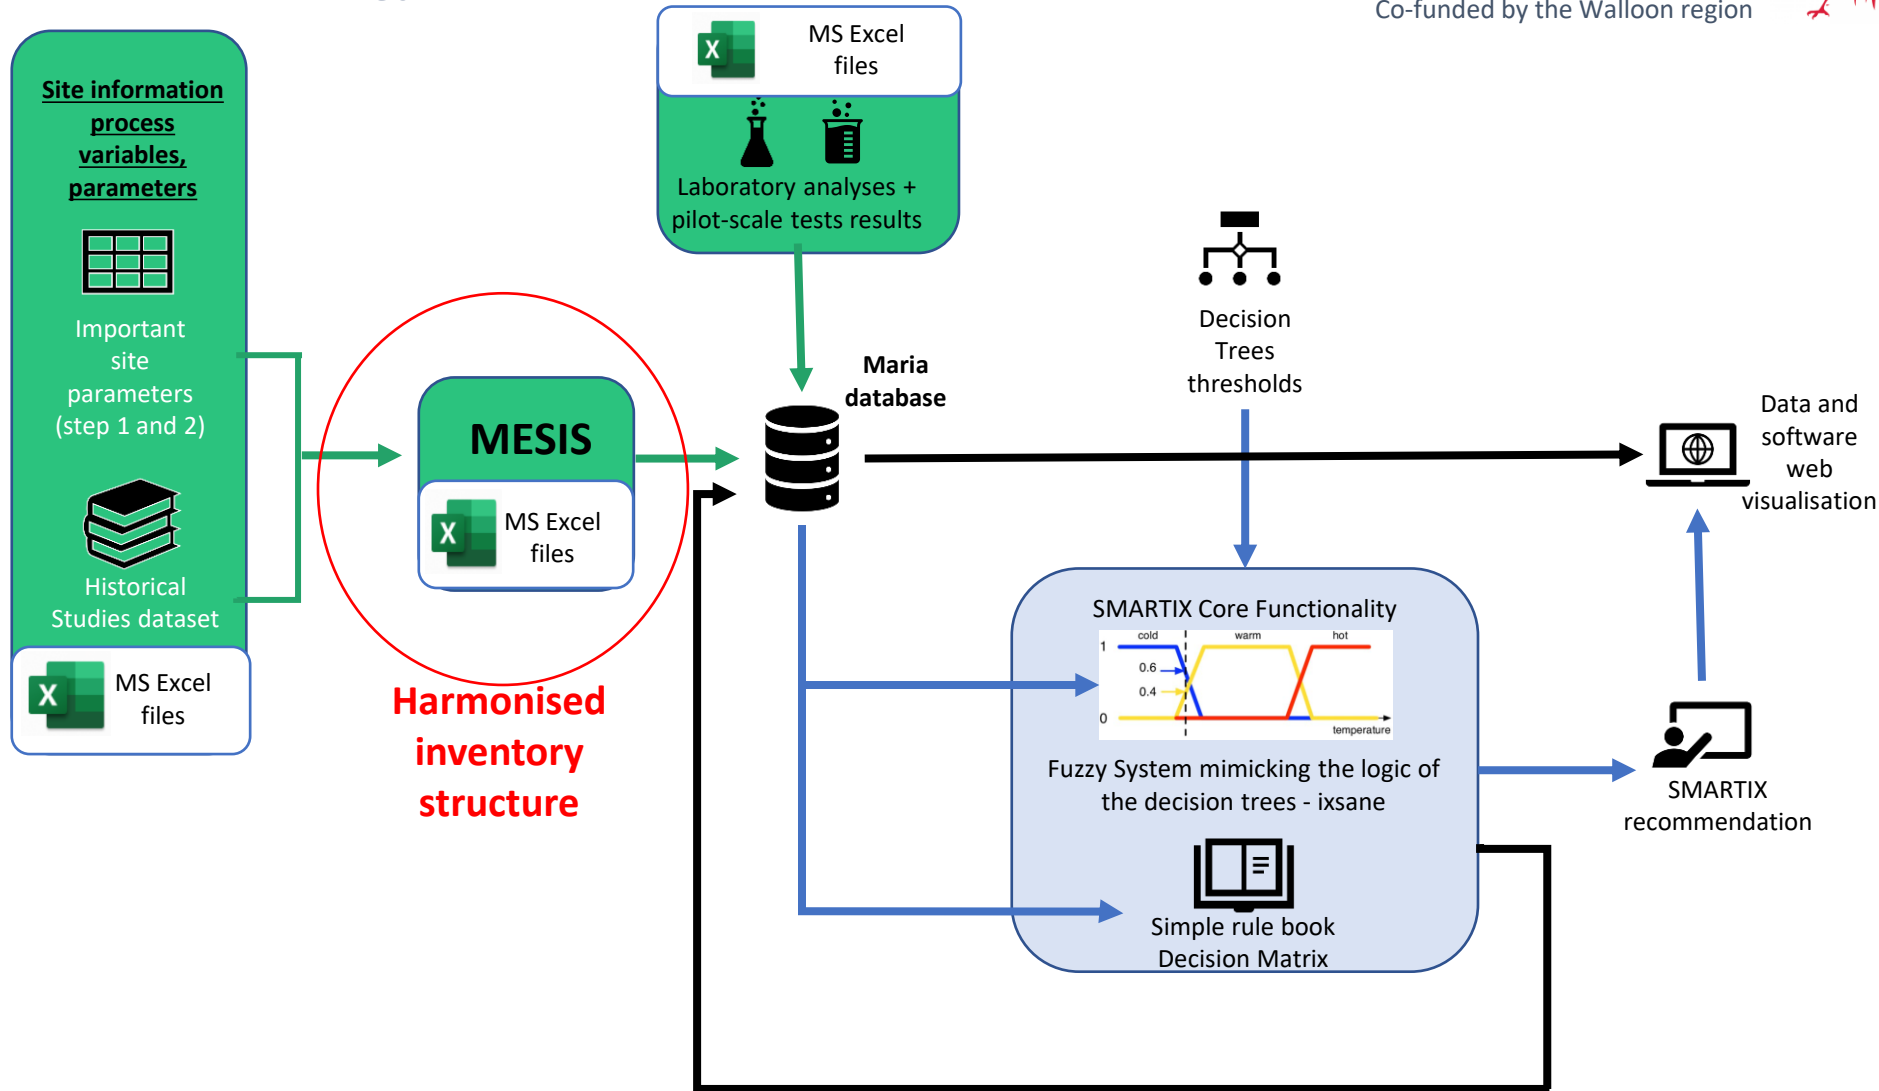 Co-funded by the Walloon region
Site information
process
variables,
parameters
Important
site
parameters
(step 1 and 2)
Historical
Studies dataset
X
MS Excel
files
MESIS
X
MS Excel
files
Harmonised
inventory
structure
X
MS Excel
files
Laboratory analyses +
pilot-scale tests results
Maria
database
Decision
Trees
thresholds
SMARTIX Core Functionality
cold warm hot
1
0.6
0.4
0
temperature
Fuzzy System mimicking the logic of
the decision trees - ixsane
Simple rule book
Decision Matrix
Data and
software
web
visualisation
SMARTIX
recommendation